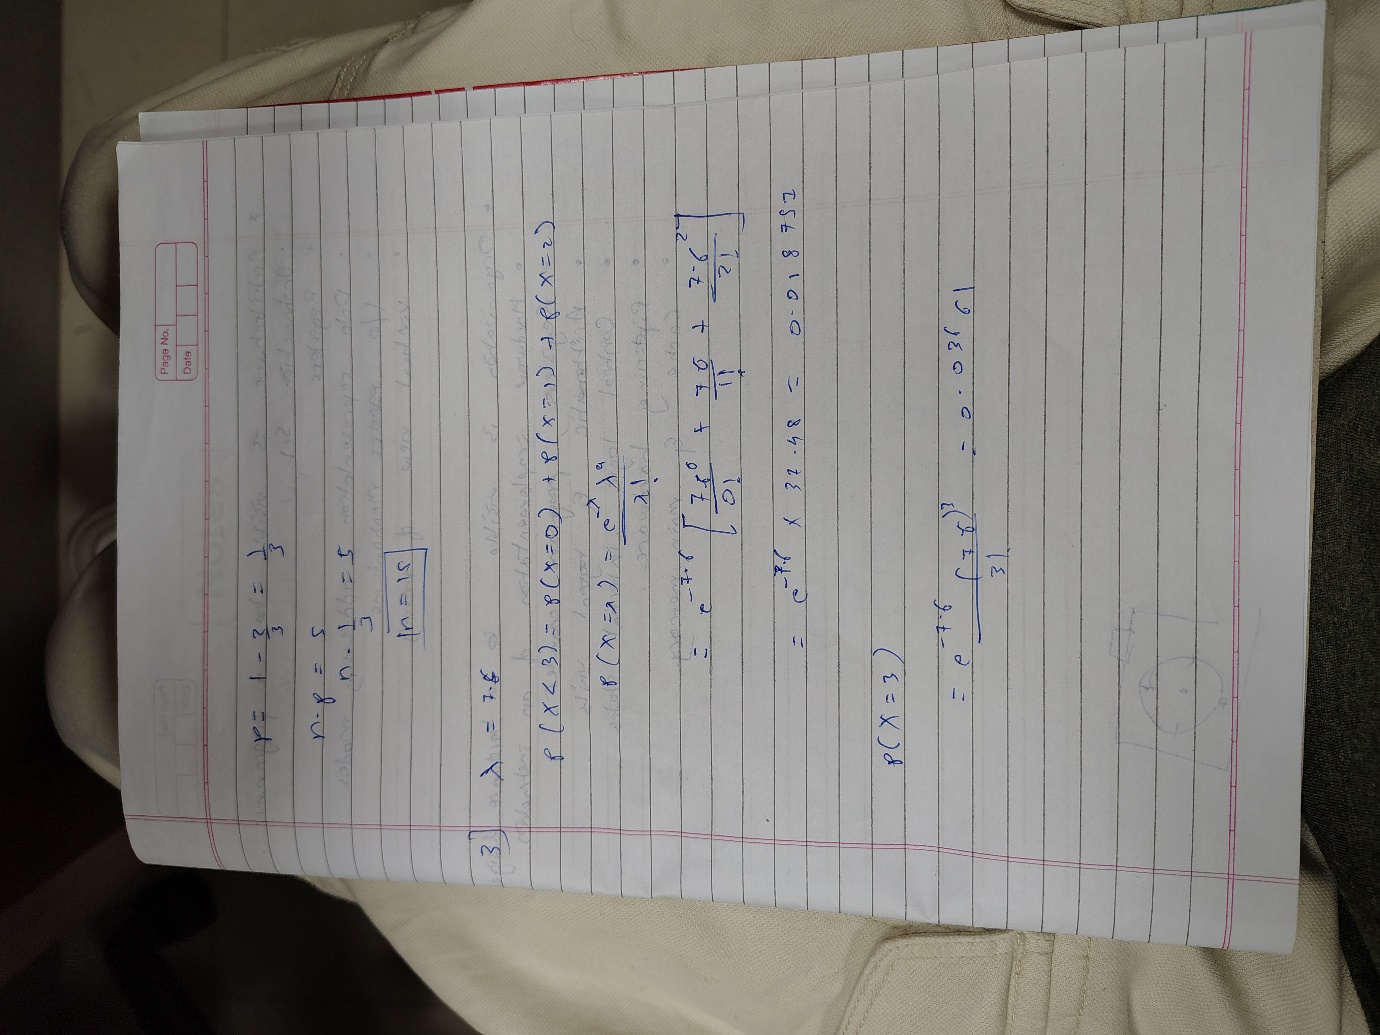 Page No.
Date
p = 1 - 2/3 = 1/3
n·p = 5
n · 1/3 = 5
n = 15
3] λ = 7.6
P(X < 3) = P(X=0) + P(X=1) + P(X=2)
P(X=x) = e^-λ λ^x / x!
= e^-7.6 [ 7.6^0 / 0! + 7.6 / 1! + 7.6^2 / 2! ]
= e^-7.6 x 37.48 = 0.018757
P(X = 3)
= e^-7.6 (7.6)^3 / 3! = 0.03661